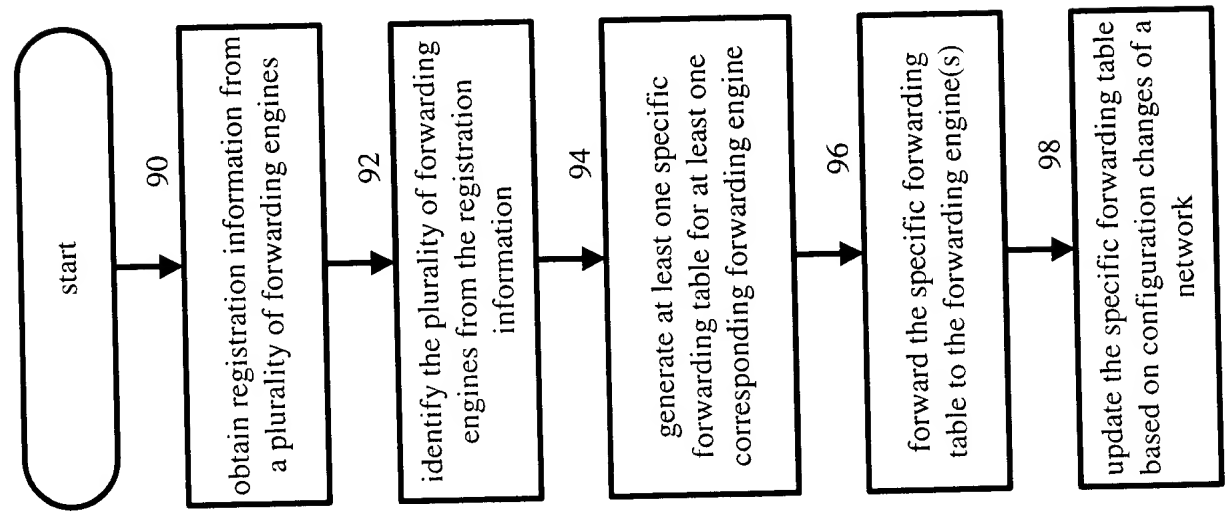 start
90
obtain registration information from
a plurality of forwarding engines
92
identify the plurality of forwarding
engines from the registration
information
94
generate at least one specific
forwarding table for at least one
corresponding forwarding engine
96
forward the specific forwarding
table to the forwarding engine(s)
98
update the specific forwarding table
based on configuration changes of a
network